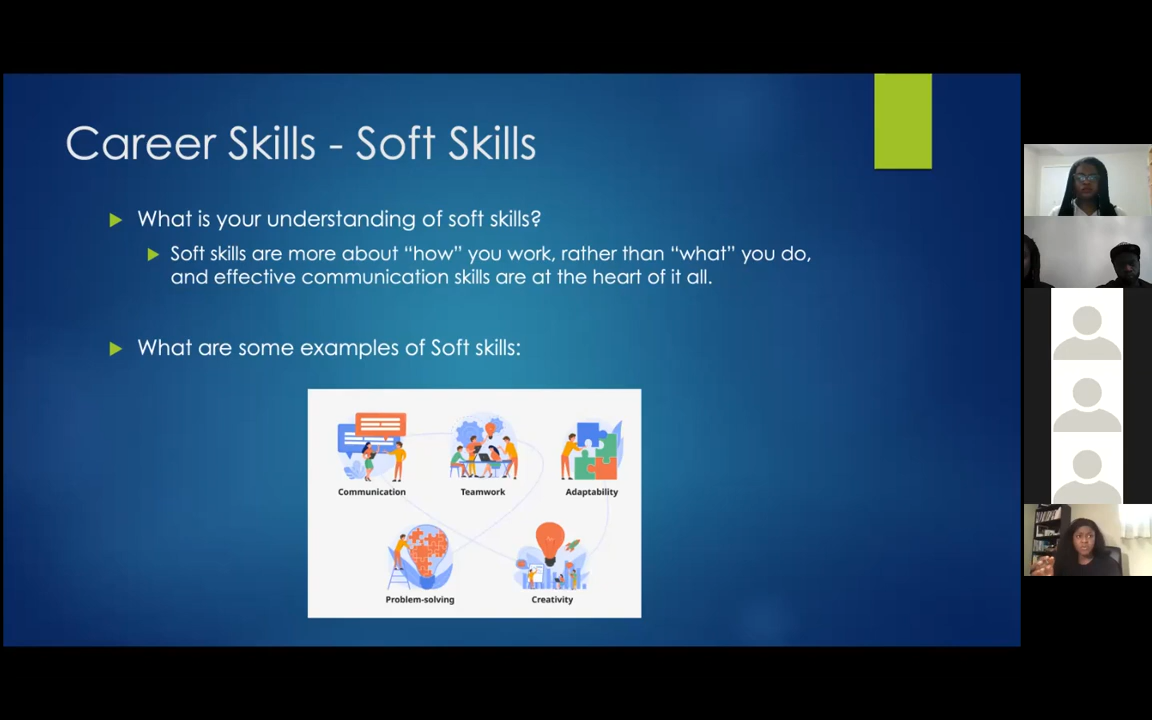 Career Skills - Soft Skills
What is your understanding of soft skills?
Soft skills are more about “how” you work, rather than “what” you do,
and effective communication skills are at the heart of it all.
What are some examples of Soft skills:
Communication
Teamwork
Adaptability
Problem-solving
Creativity